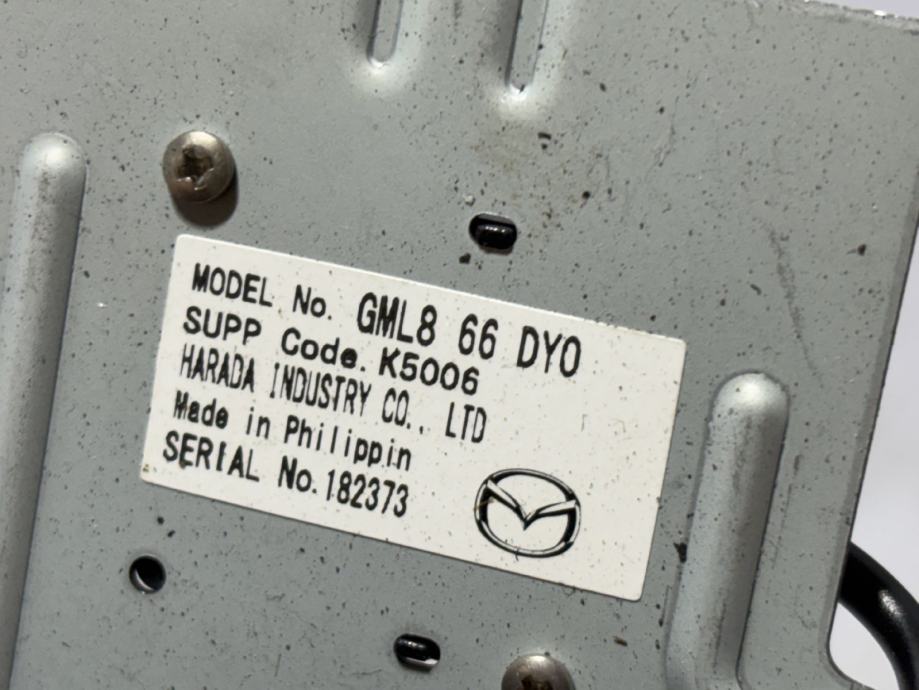 MODEL No. GML8 66 DYO
SUPP Code. K5006
HARADA INDUSTRY CO., LTD
Made in Philippin
SERIAL No.182373